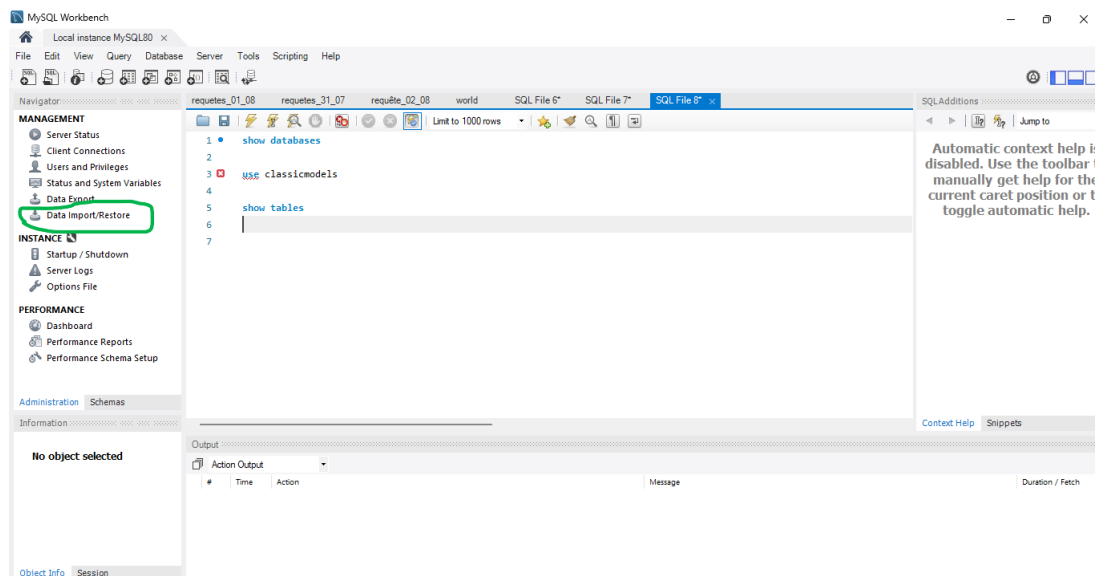 MySQL Workbench
Local instance MySQL80
File Edit View Query Database Server Tools Scripting Help
Navigator
MANAGEMENT
Server Status
Client Connections
Users and Privileges
Status and System Variables
Data Export
Data Import/Restore
INSTANCE
Startup / Shutdown
Server Logs
Options File
PERFORMANCE
Dashboard
Performance Reports
Performance Schema Setup
Administration Schemas
Information
No object selected
Object Info Session
requetes_01_08 requetes_31_07 requête_02_08 world SQL File 6* SQL File 7* SQL File 8*
Limit to 1000 rows
1 show databases
2
3 use classicmodels
4
5 show tables
6
7
Output
Action Output
# Time Action Message Duration / Fetch
SQLAdditions
Jump to
Automatic context help is
disabled. Use the toolbar
manually get help for the
current caret position or
toggle automatic help.
Context Help Snippets